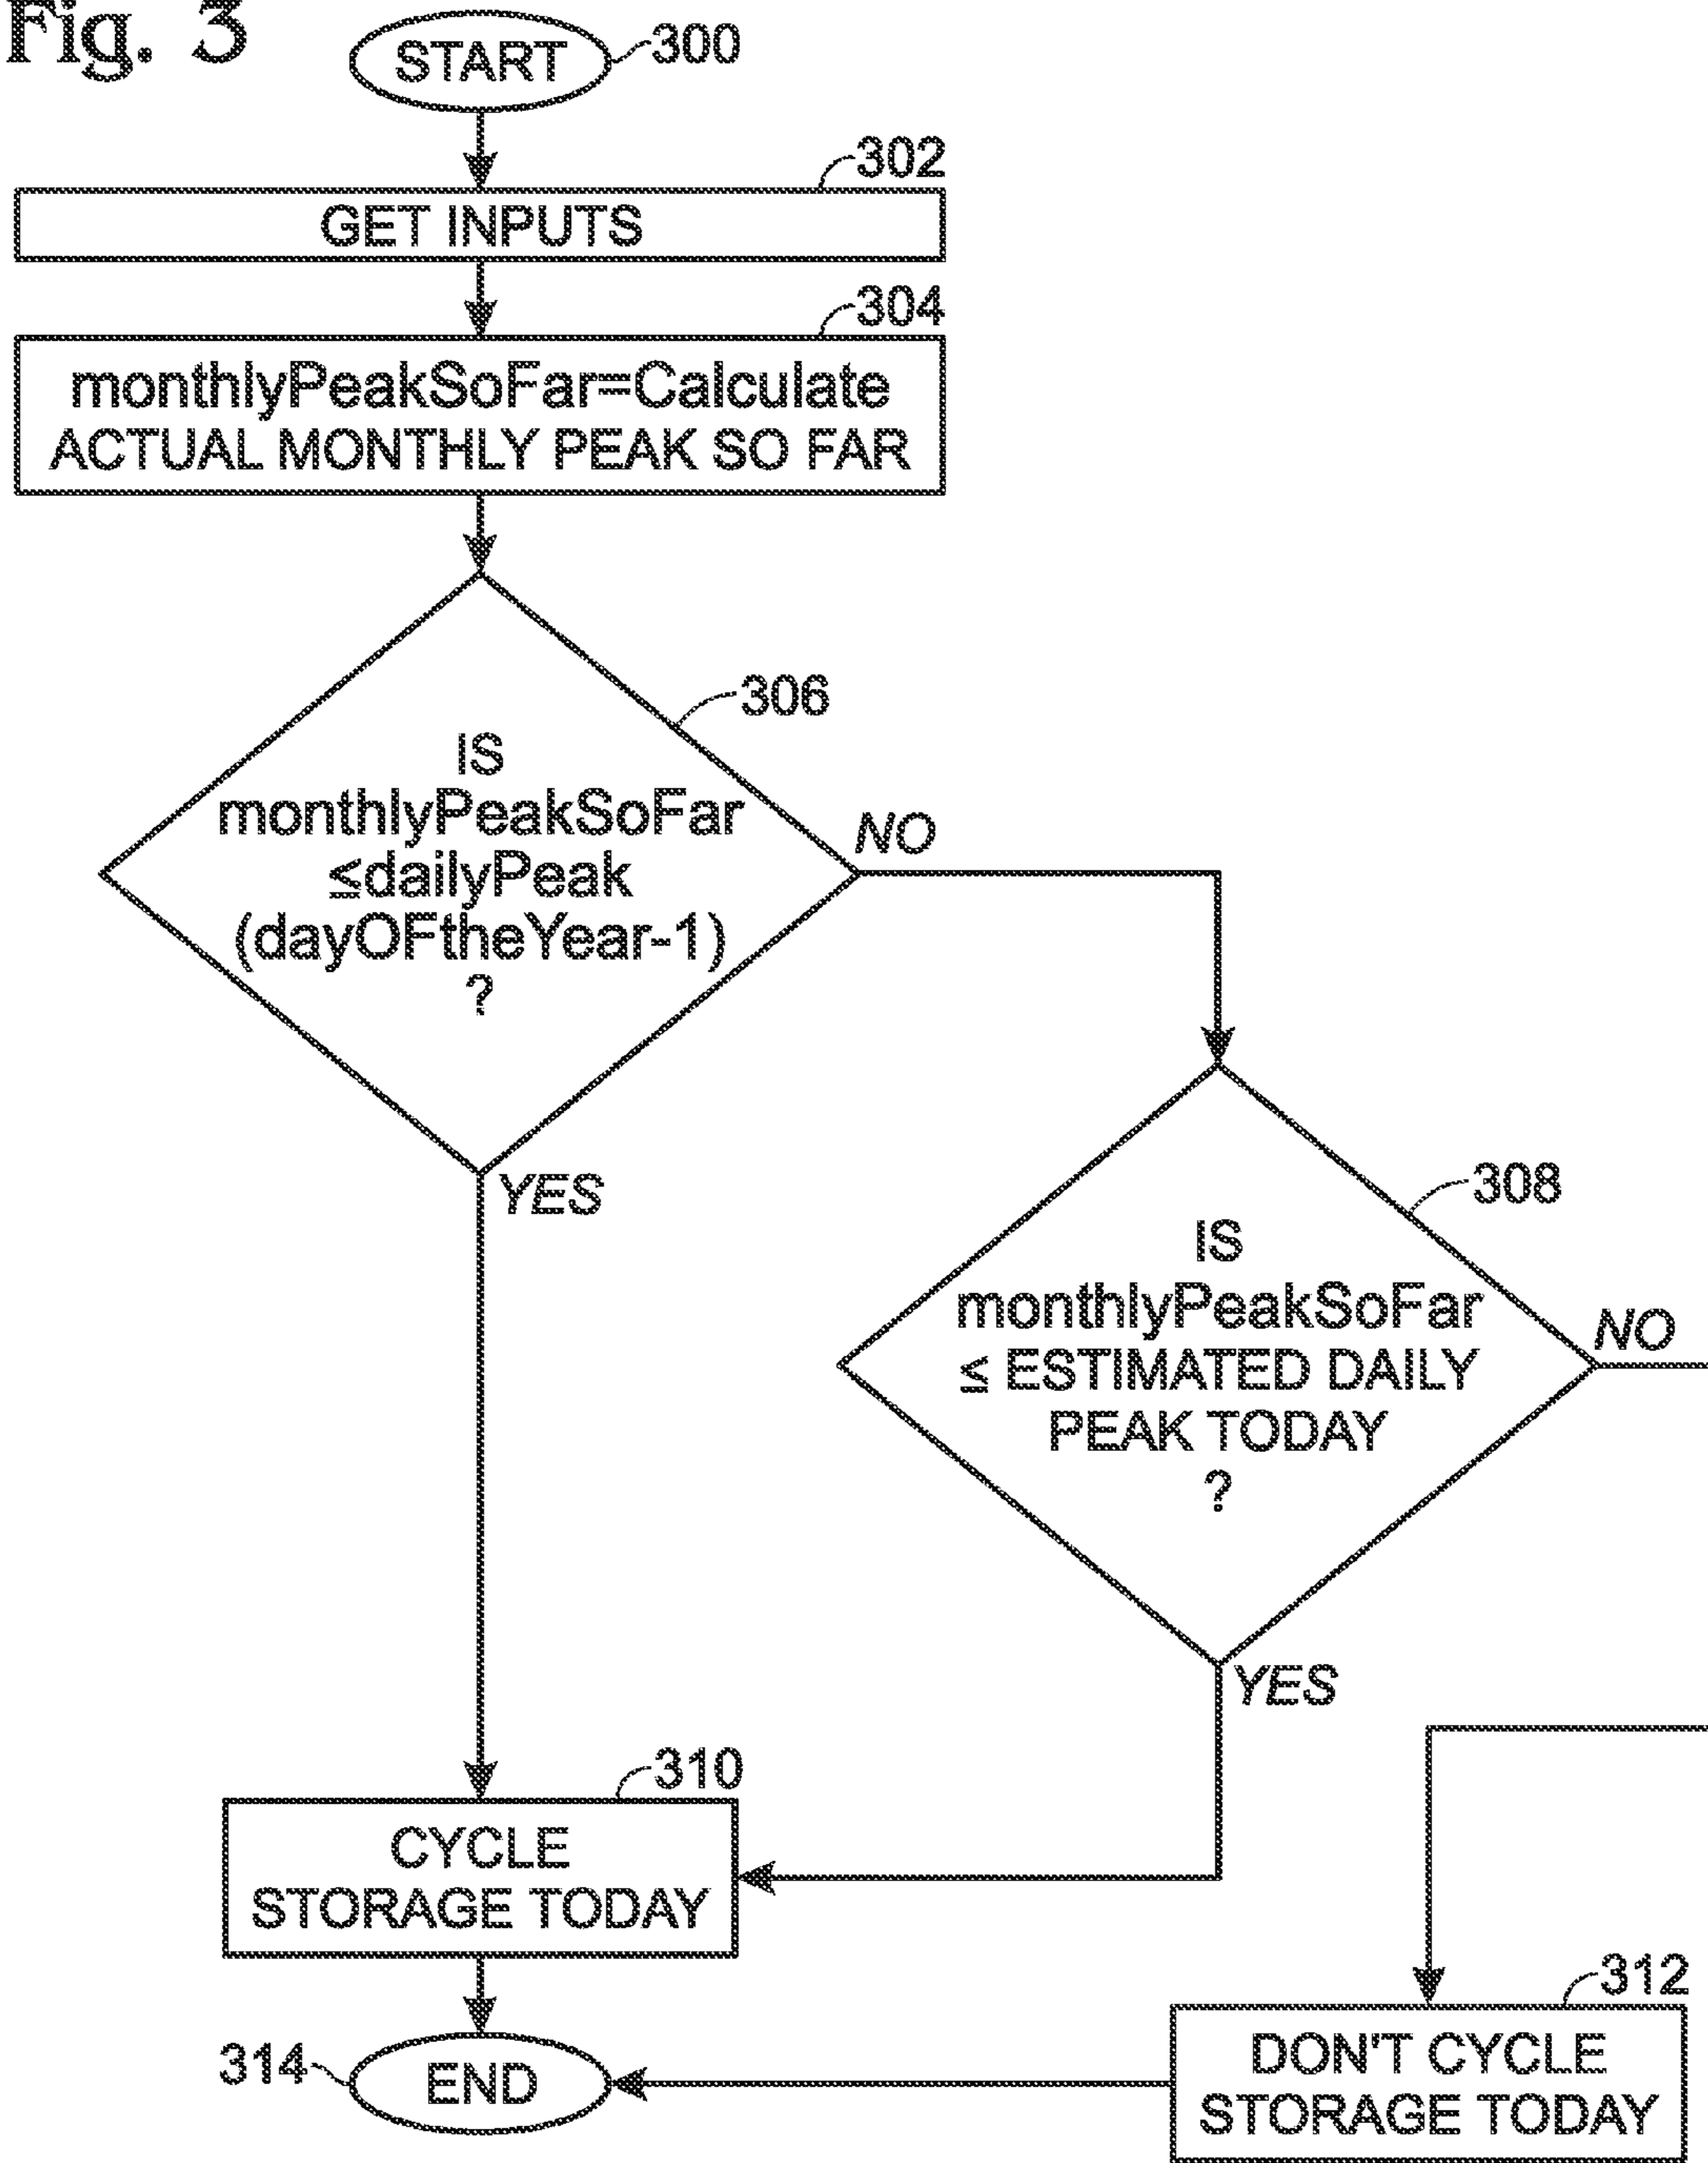 Fig. 3
START
300
302
GET INPUTS
304
monthlyPeakSoFar=Calculate
ACTUAL MONTHLY PEAK SO FAR
306
IS
monthlyPeakSoFar
≤dailyPeak
(dayOFtheYear-1)
?
NO
YES
308
IS
monthlyPeakSoFar
≤ ESTIMATED DAILY
PEAK TODAY
?
NO
YES
310
CYCLE
STORAGE TODAY
312
DON'T CYCLE
STORAGE TODAY
314
END